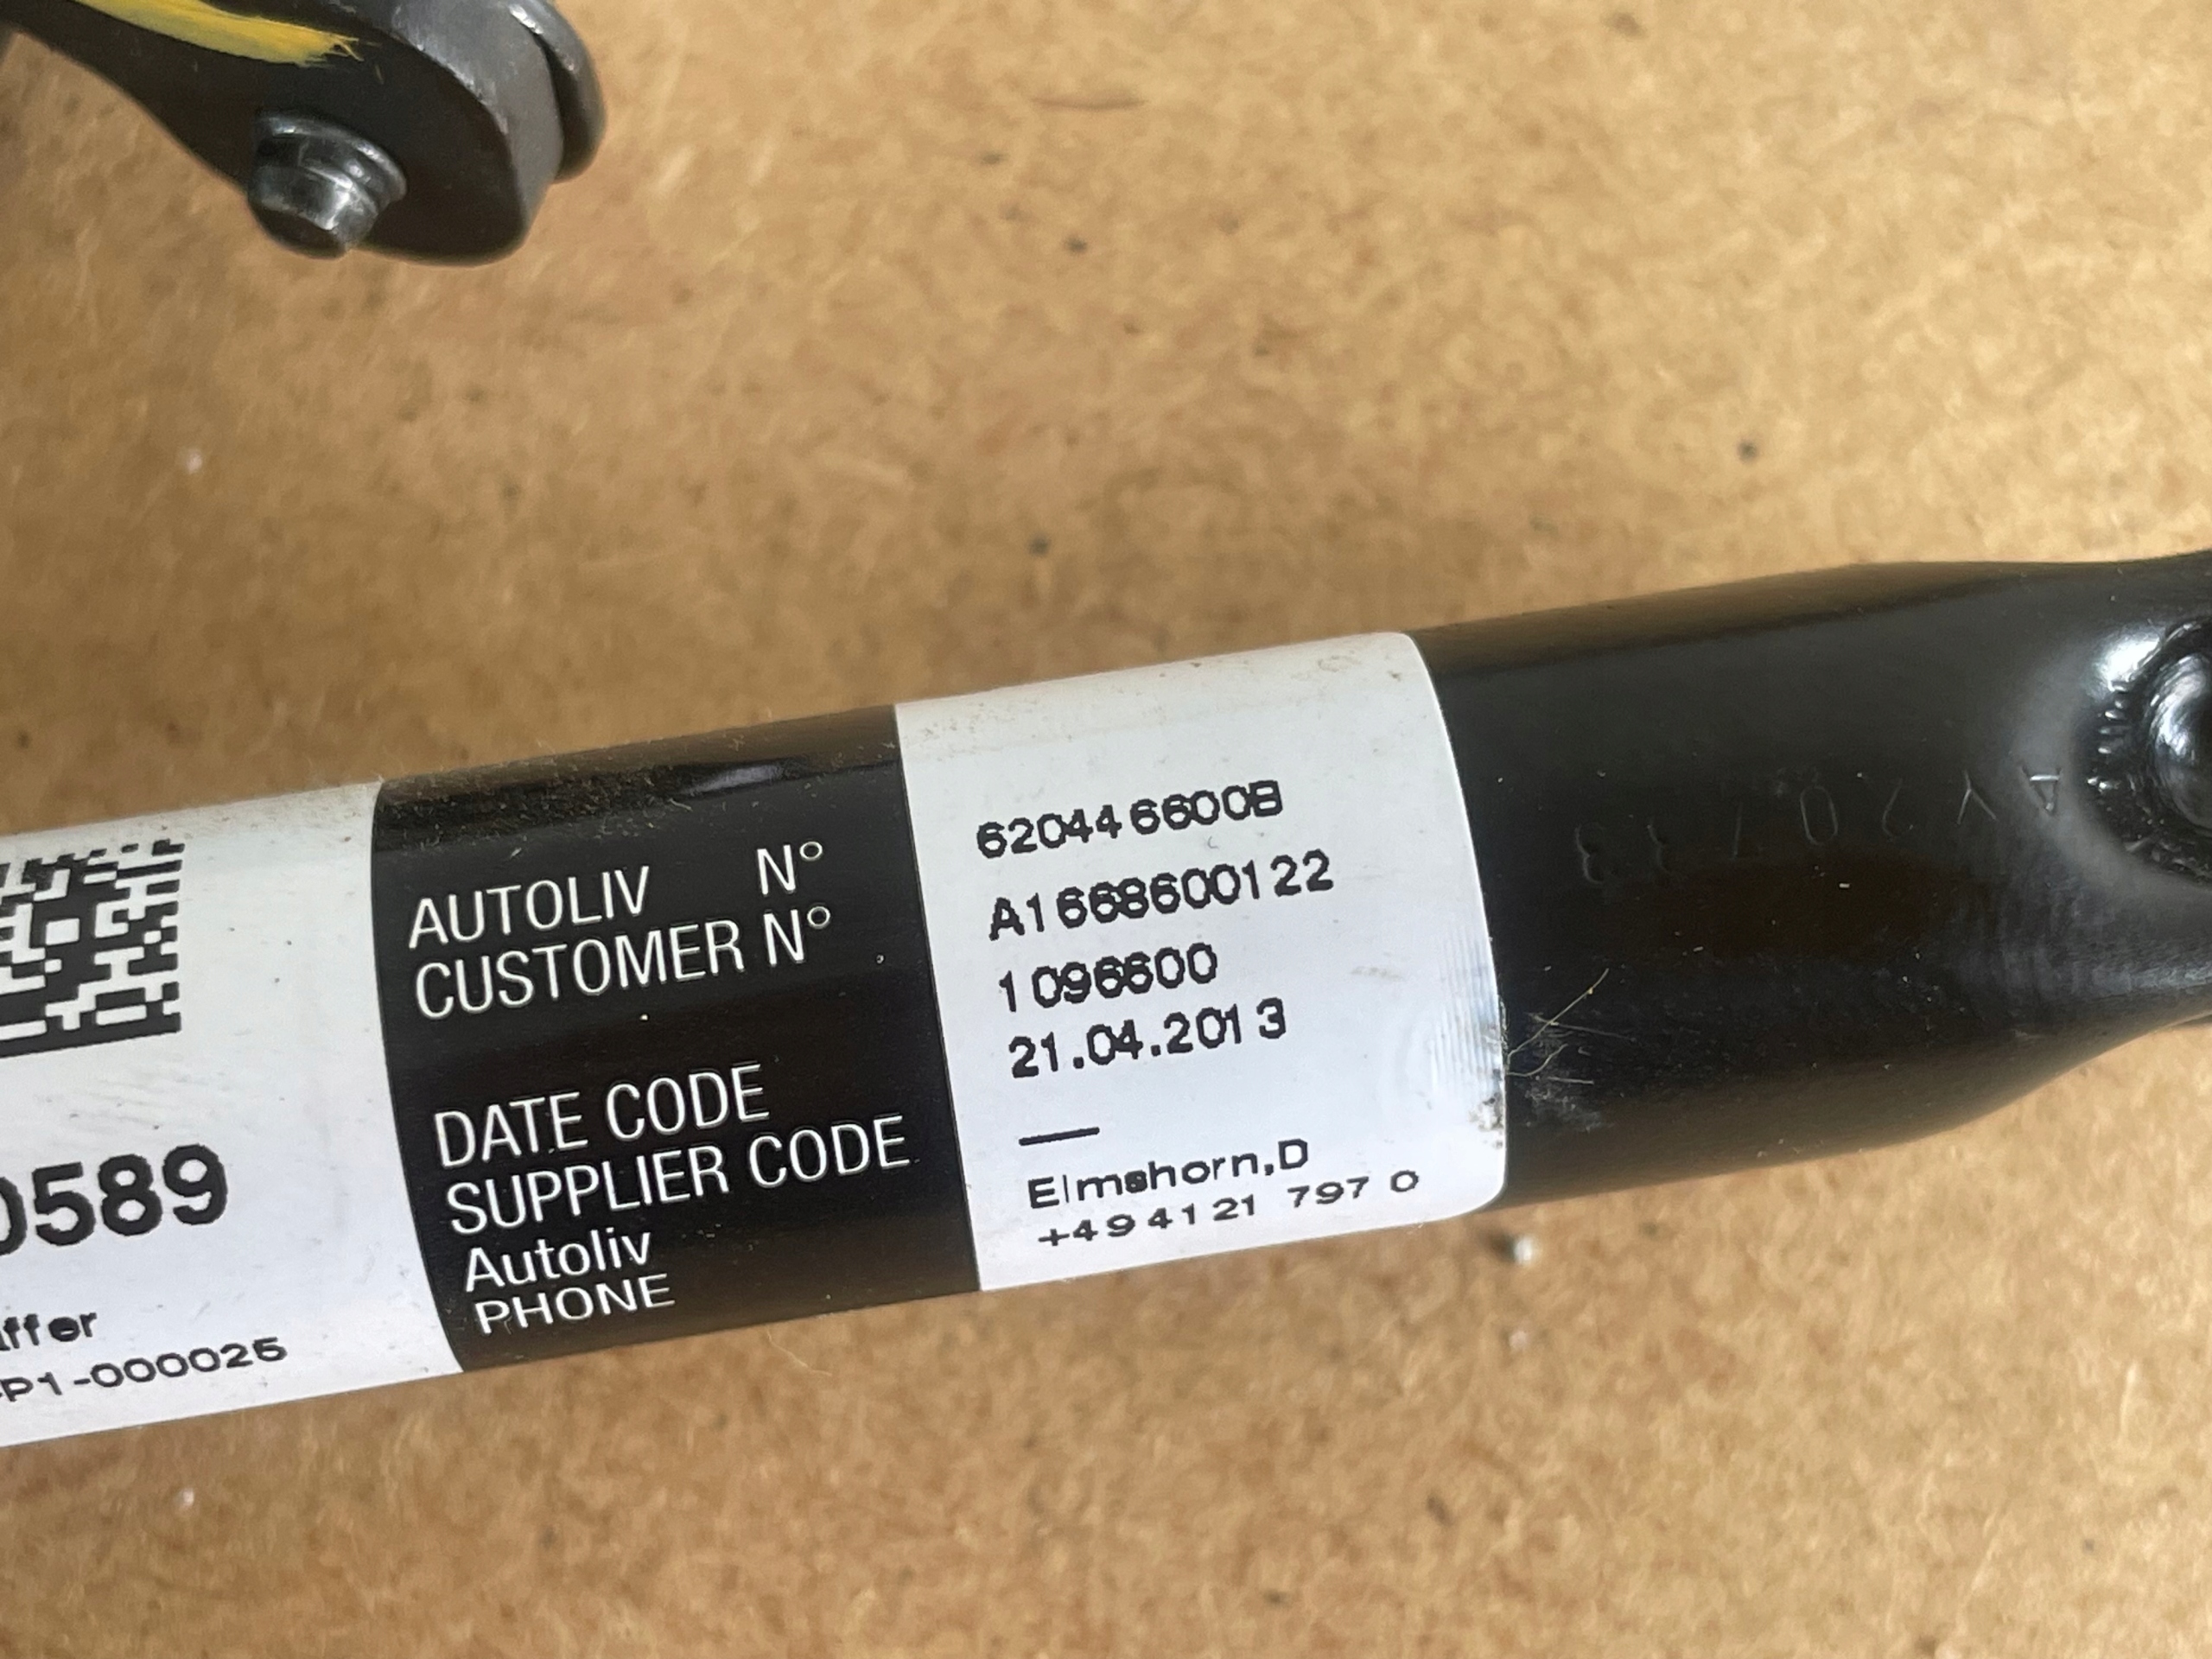 0589
ffer
P1-000025
AUTOLIV N°
CUSTOMER N°
DATE CODE
SUPPLIER CODE
Autoliv
PHONE
620446600B
A1668600122
1096600
21.04.2013
—
Elmshorn,D
+494121 797 0